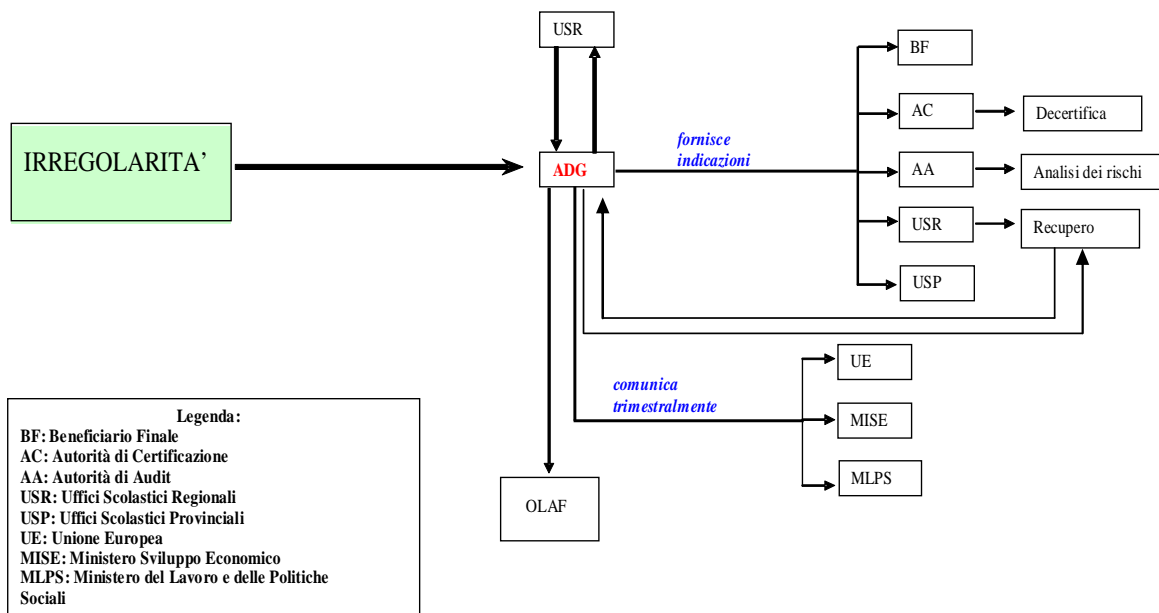 USR
BF
AC
Decertifica
IRREGOLARITA’
fornisce
indicazioni
ADG
AA
Analisi dei rischi
USR
Recupero
USP
UE
comunica
trimestralmente
MISE
MLPS
OLAF
Legenda:
BF: Beneficiario Finale
AC: Autorità di Certificazione
AA: Autorità di Audit
USR: Uffici Scolastici Regionali
USP: Uffici Scolastici Provinciali
UE: Unione Europea
MISE: Ministero Sviluppo Economico
MLPS: Ministero del Lavoro e delle Politiche
Sociali